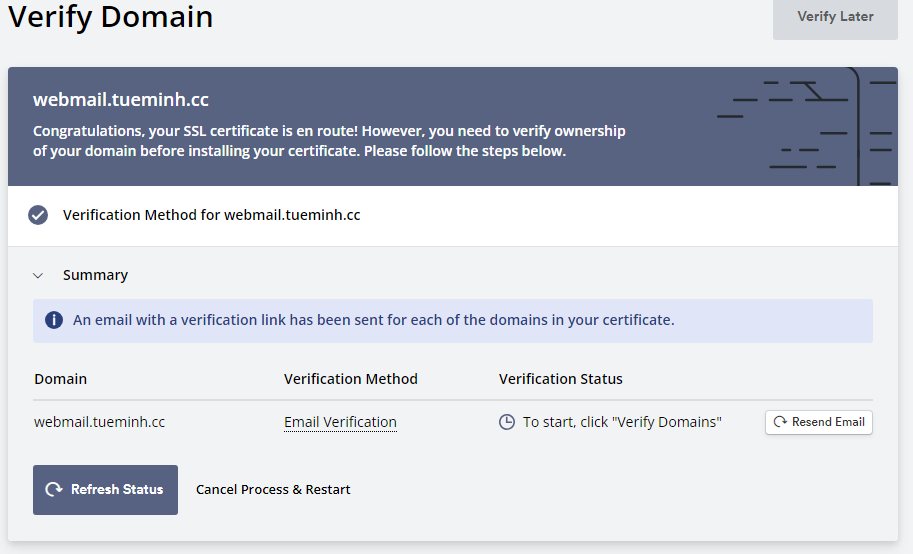 Verify Domain
Verify Later
webmail.tueminh.cc
Congratulations, your SSL certificate is en route! However, you need to verify ownership
of your domain before installing your certificate. Please follow the steps below.
Verification Method for webmail.tueminh.cc
Summary
An email with a verification link has been sent for each of the domains in your certificate.
Domain Verification Method Verification Status
webmail.tueminh.cc Email Verification To start, click "Verify Domains" Resend Email
Refresh Status Cancel Process & Restart